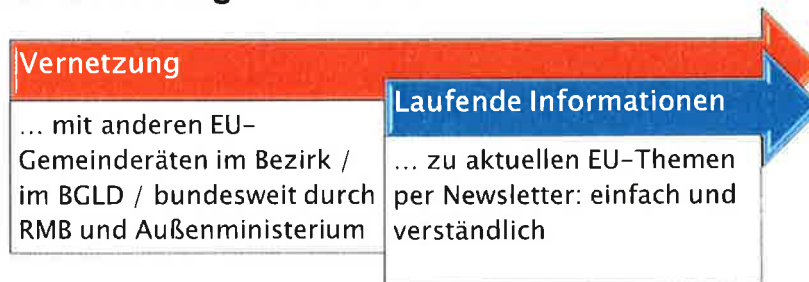 Vernetzung
... mit anderen EU-
Gemeinderäten im Bezirk /
im BGLD / bundesweit durch
RMB und Außenministerium
Laufende Informationen
... zu aktuellen EU-Themen
per Newsletter: einfach und
verständlich